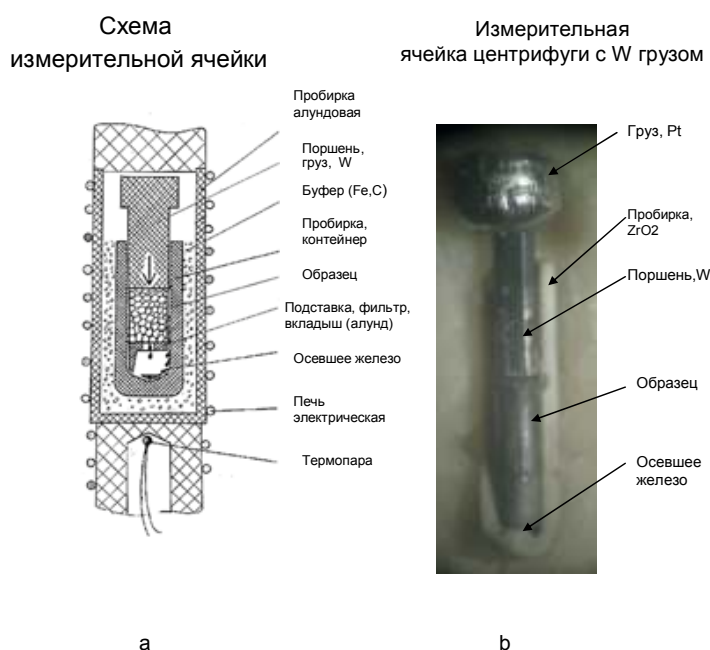 Схема
измерительной ячейки
Измерительная
ячейка центрифуги с W грузом
Пробирка
алундовая
Поршень,
груз, W
Буфер (Fe,C)
Пробирка,
контейнер
Образец
Подставка, фильтр,
вкладыш (алунд)
Осевшее железо
Печь
электрическая
Термопара
Груз, Pt
Пробирка,
ZrO2
Поршень,W
Образец
Осевшее
железо
a
b